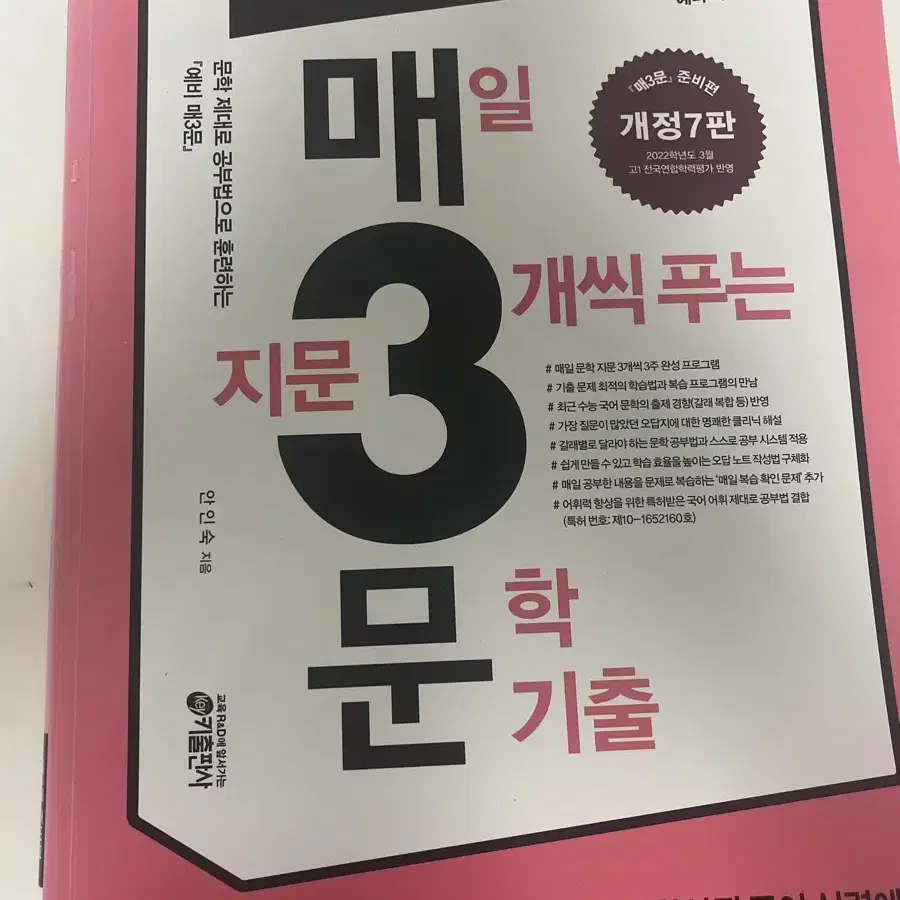 『매3문』 준비편
개정7판
2022학년도 3월
고1 전국연합학력평가 반영
매일
지문 3개씩 푸는
문학
기출
문학 제대로 공부법으로 훈련하는
『예비 매3문』
# 매일 문학 지문 3개씩 3주 완성 프로그램
# 기출 문제 최적의 학습법과 복습 프로그램의 만남
# 최근 수능 국어 문학의 출제 경향(갈래 복합 등) 반영
# 가장 질문이 많았던 오답지에 대한 명쾌한 클리닉 해설
# 갈래별로 달라야 하는 문학 공부법과 스스로 공부 시스템 적용
# 쉽게 만들 수 있고 학습 효율을 높이는 오답 노트 작성법 구체화
# 매일 공부한 내용을 문제로 복습하는 '매일 복습 확인 문제' 추가
# 어휘력 향상을 위한 특허받은 국어 어휘 제대로 공부법 결합
(특허 번호: 제10-1652160호)
안인숙 지음
교육 R&D에 앞서가는
Key 키출판사